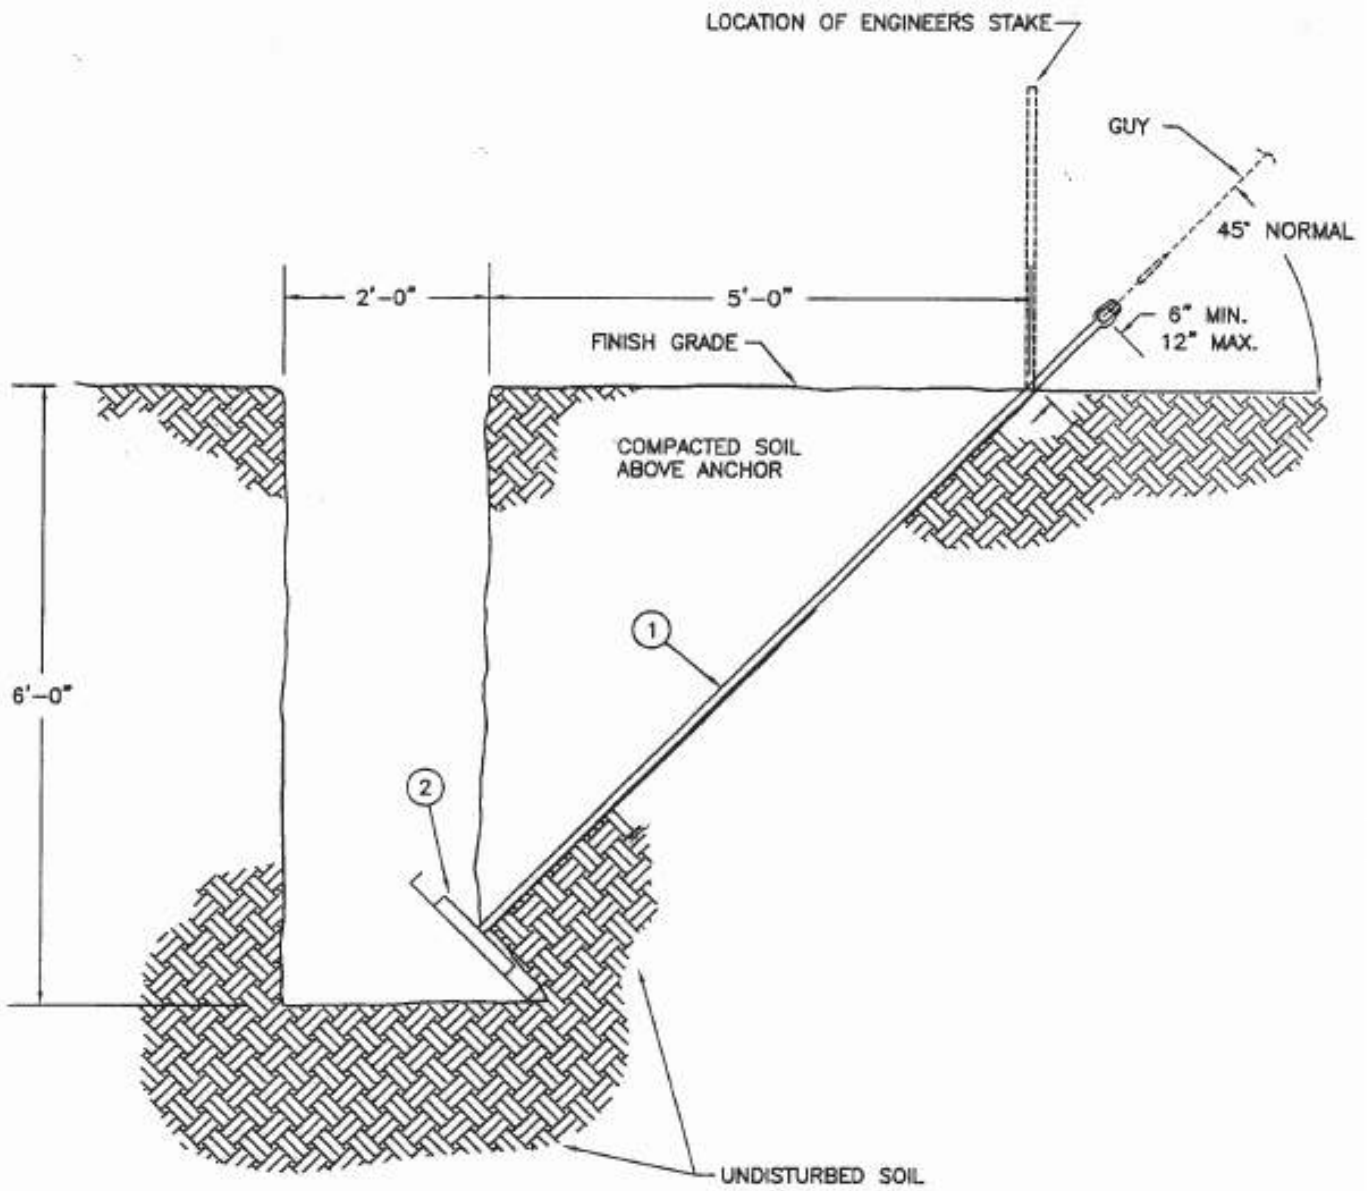 LOCATION OF ENGINEERS STAKE
GUY
45° NORMAL
2'-0"
5'-0"
6" MIN.
12" MAX.
FINISH GRADE
COMPACTED SOIL
ABOVE ANCHOR
1
6'-0"
2
UNDISTURBED SOIL